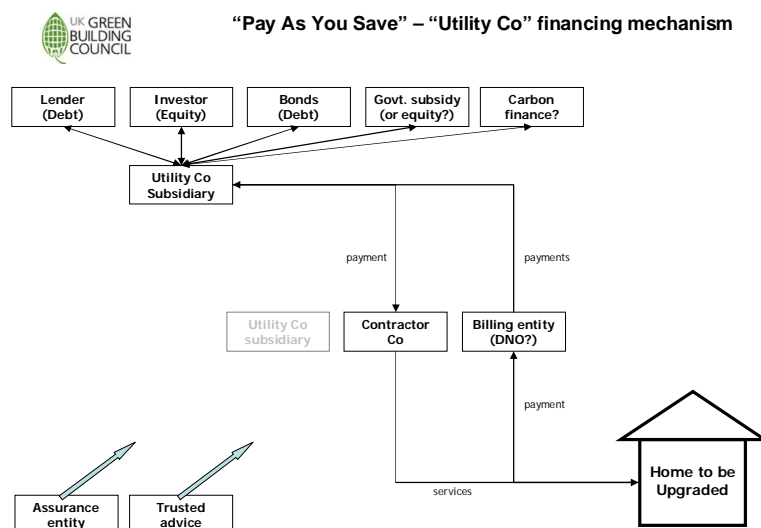 UK GREEN
BUILDING
COUNCIL
“Pay As You Save” – “Utility Co” financing mechanism
Lender
(Debt)
Investor
(Equity)
Bonds
(Debt)
Govt. subsidy
(or equity?)
Carbon
finance?
Utility Co
Subsidiary
payment
payments
Utility Co
subsidiary
Contractor
Co
Billing entity
(DNO?)
payment
Home to be
Upgraded
services
Assurance
entity
Trusted
advice